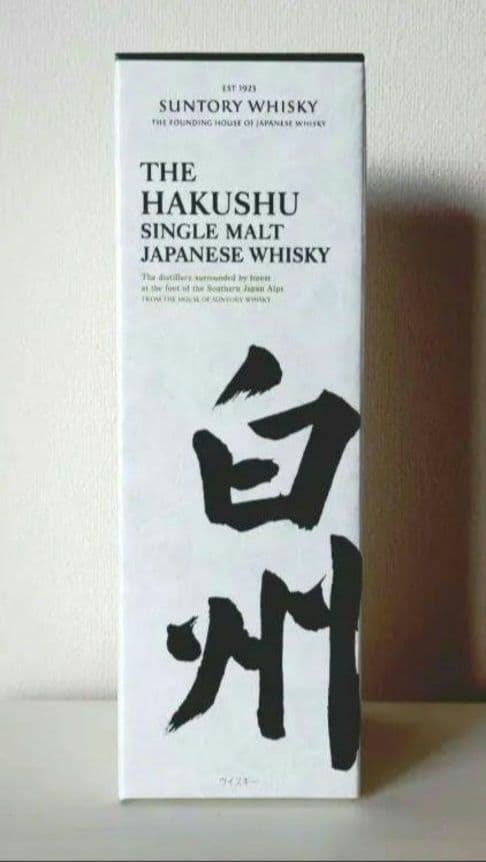 EST 1923
SUNTORY WHISKY
THE FOUNDING HOUSE OF JAPANESE WHISKY
THE
HAKUSHU
SINGLE MALT
JAPANESE WHISKY
The distillery surrounded by forest
at the foot of the Southern Japan Alps
FROM THE HOUSE OF SUNTORY WHISKY
白
州
ウイスキー